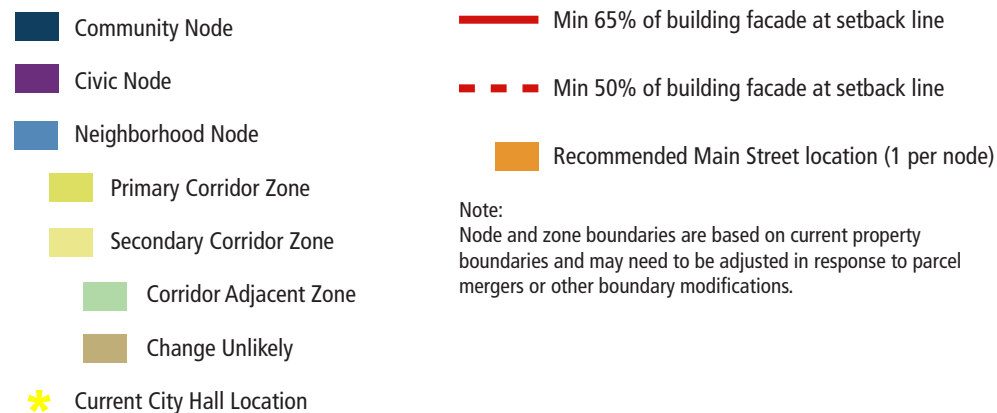 Community Node
Civic Node
Neighborhood Node
Primary Corridor Zone
Secondary Corridor Zone
Corridor Adjacent Zone
Change Unlikely
Current City Hall Location
Min 65% of building facade at setback line
Min 50% of building facade at setback line
Recommended Main Street location (1 per node)
Note:
Node and zone boundaries are based on current property
boundaries and may need to be adjusted in response to parcel
mergers or other boundary modifications.